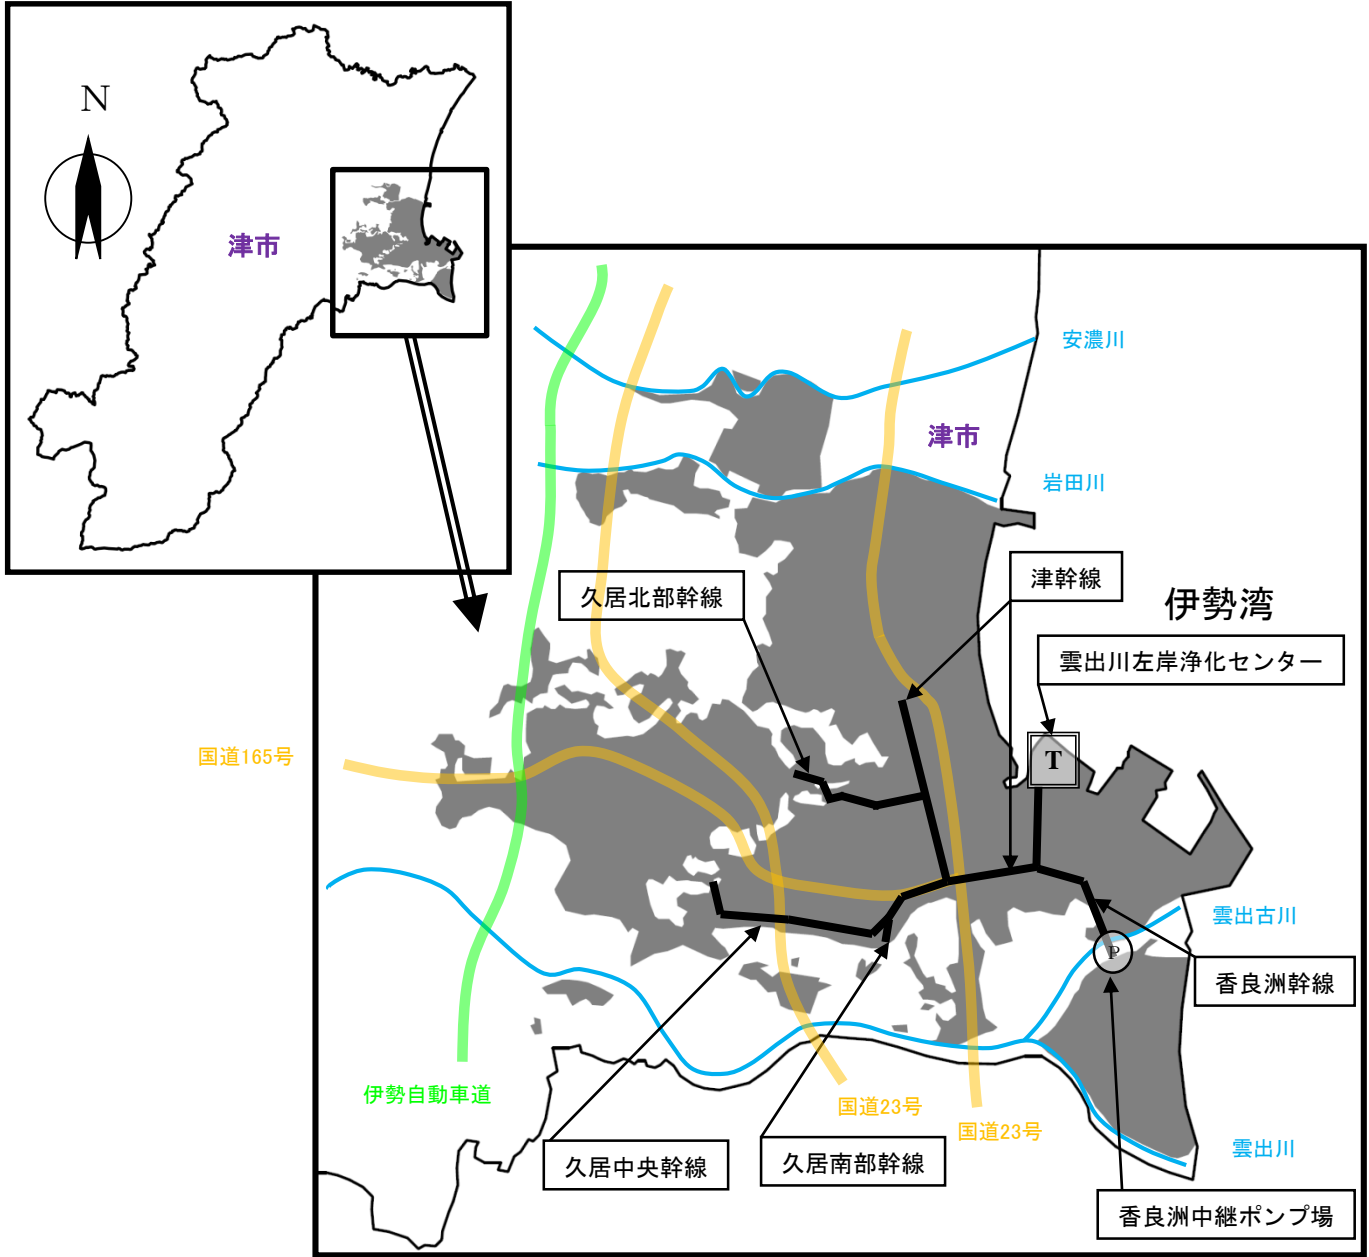 N
津市
安濃川
津市
岩田川
津幹線
久居北部幹線
伊勢湾
雲出川左岸浄化センター
国道165号
T
雲出古川
P
香良洲幹線
伊勢自動車道
国道23号
国道23号
雲出川
久居中央幹線
久居南部幹線
香良洲中継ポンプ場